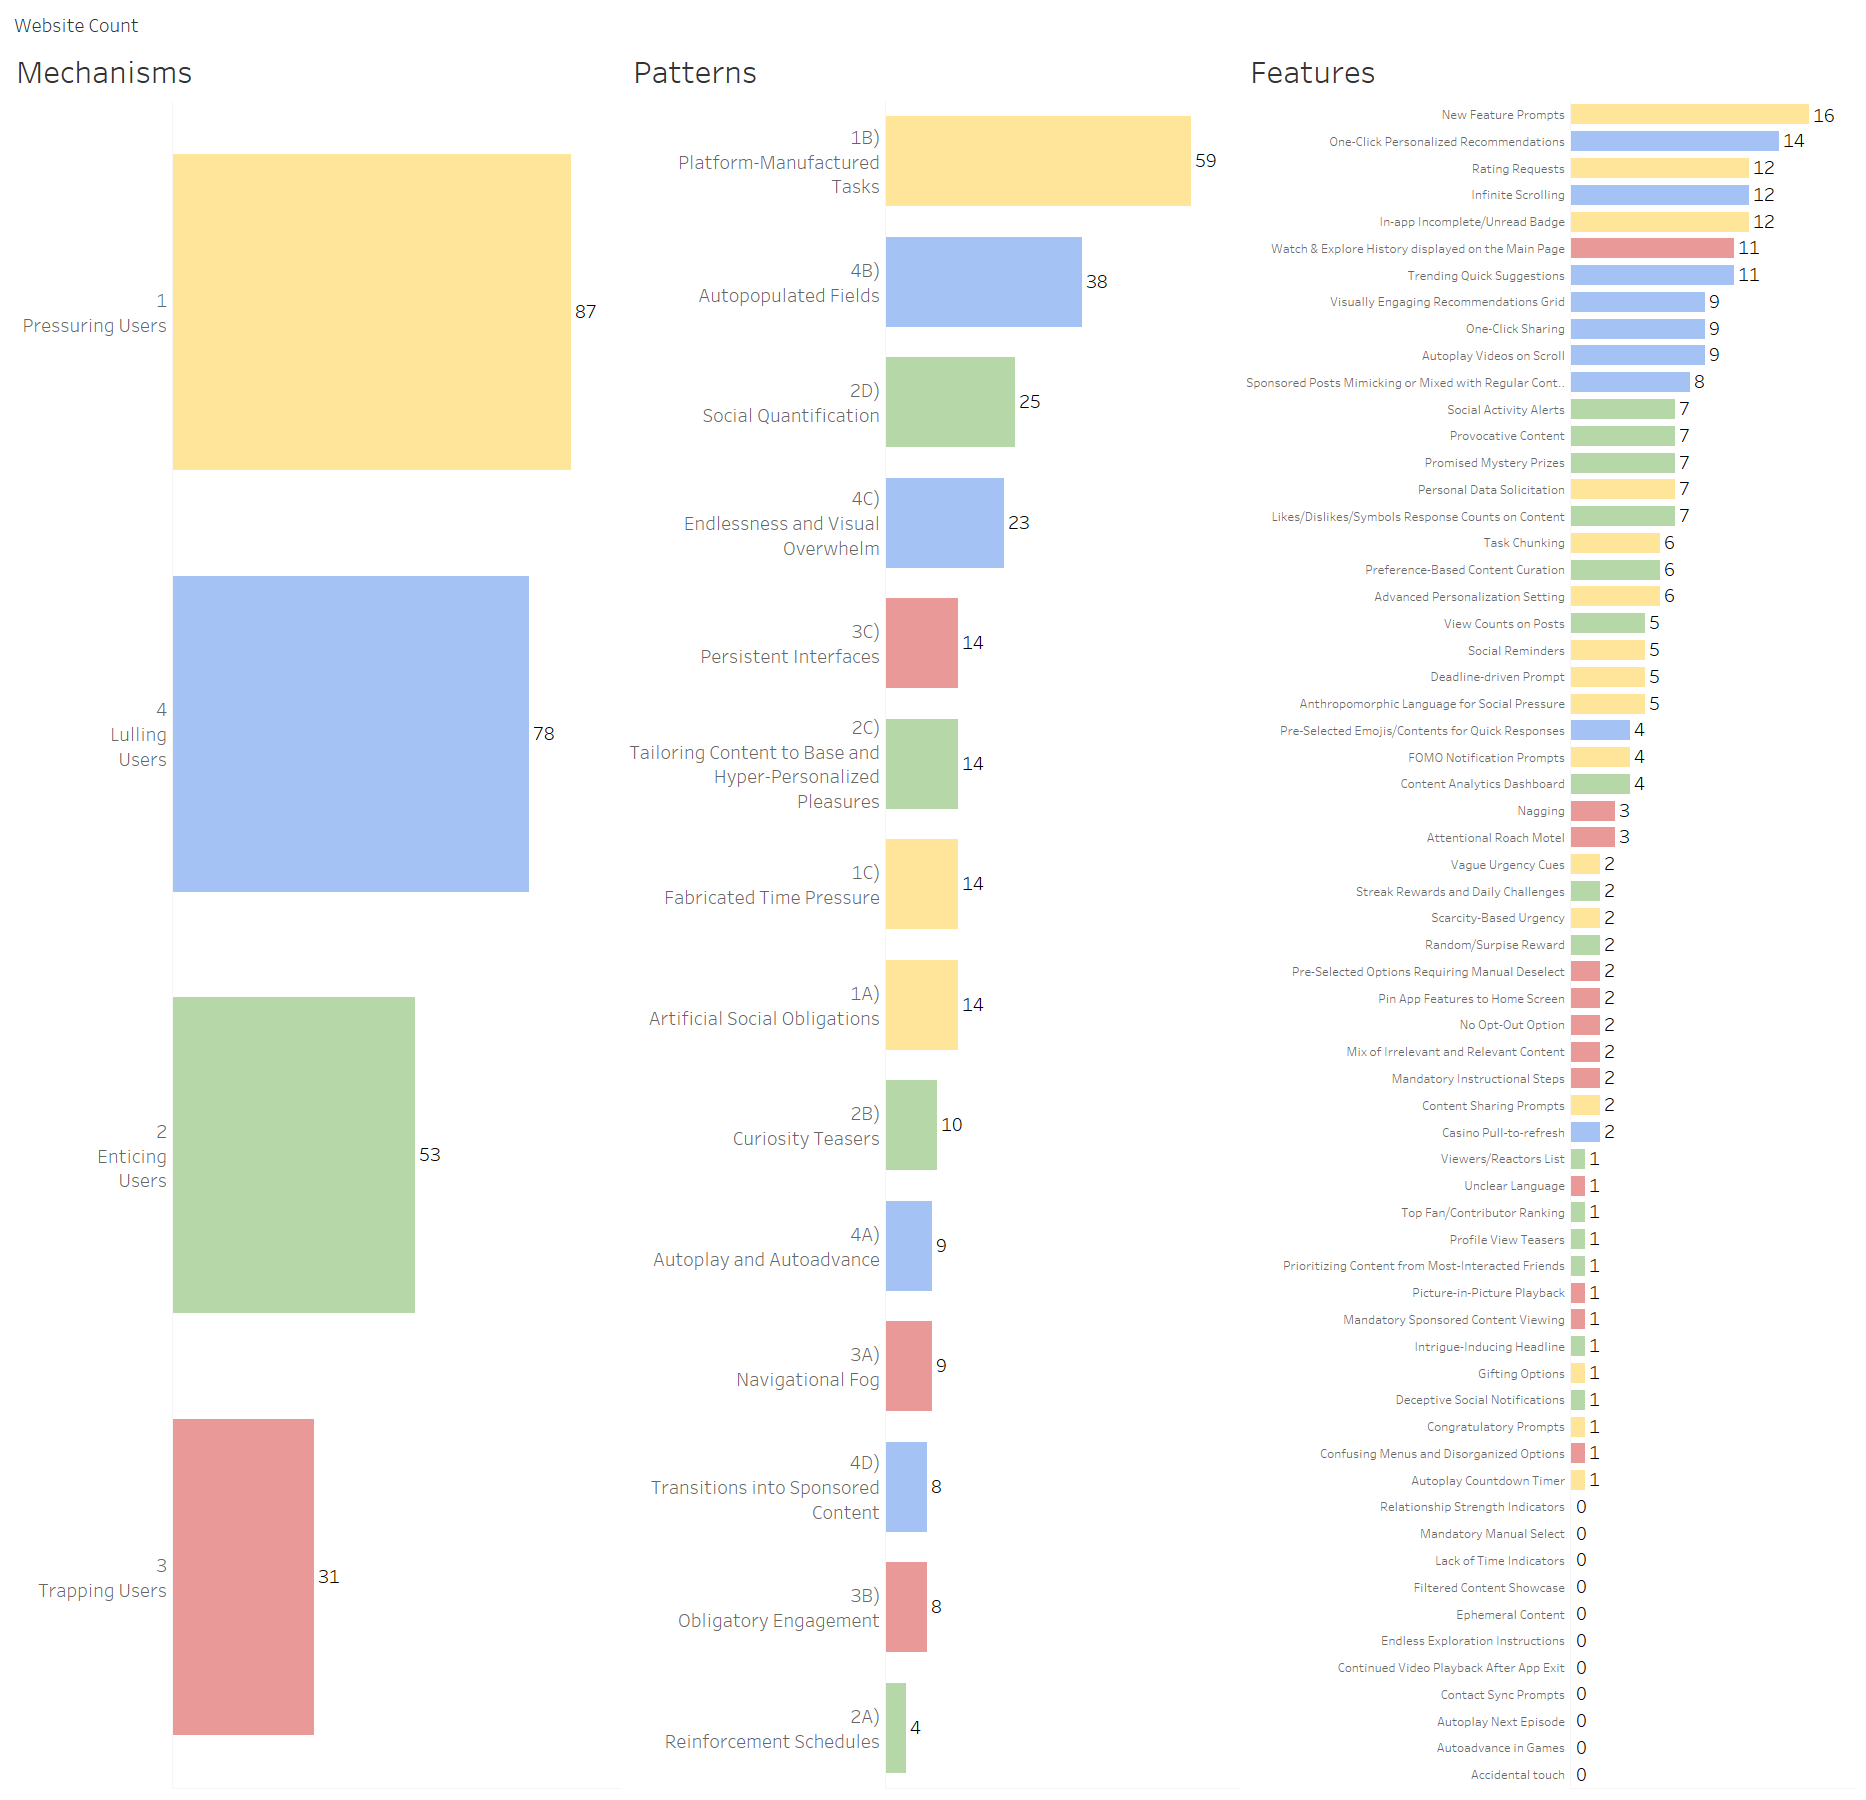 Website Count
Mechanisms
1
Pressuring Users
87
4
Lulling
Users
78
2
Enticing
Users
53
3
Trapping Users
31
Patterns
1B)
Platform-Manufactured
Tasks
59
4B)
Autopopulated Fields
38
2D)
Social Quantification
25
4C)
Endlessness and Visual
Overwhelm
23
3C)
Persistent Interfaces
14
2C)
Tailoring Content to Base and
Hyper-Personalized
Pleasures
14
1C)
Fabricated Time Pressure
14
1A)
Artificial Social Obligations
14
2B)
Curiosity Teasers
10
4A)
Autoplay and Autoadvance
9
3A)
Navigational Fog
9
4D)
Transitions into Sponsored
Content
8
3B)
Obligatory Engagement
8
2A)
Reinforcement Schedules
4
Features
New Feature Prompts 16
One-Click Personalized Recommendations 14
Rating Requests 12
Infinite Scrolling 12
In-app Incomplete/Unread Badge 12
Watch & Explore History displayed on the Main Page 11
Trending Quick Suggestions 11
Visually Engaging Recommendations Grid 9
One-Click Sharing 9
Autoplay Videos on Scroll 9
Sponsored Posts Mimicking or Mixed with Regular Cont.. 8
Social Activity Alerts 7
Provocative Content 7
Promised Mystery Prizes 7
Personal Data Solicitation 7
Likes/Dislikes/Symbols Response Counts on Content 7
Task Chunking 6
Preference-Based Content Curation 6
Advanced Personalization Setting 6
View Counts on Posts 5
Social Reminders 5
Deadline-driven Prompt 5
Anthropomorphic Language for Social Pressure 5
Pre-Selected Emojis/Contents for Quick Responses 4
FOMO Notification Prompts 4
Content Analytics Dashboard 4
Nagging 3
Attentional Roach Motel 3
Vague Urgency Cues 2
Streak Rewards and Daily Challenges 2
Scarcity-Based Urgency 2
Random/Surpise Reward 2
Pre-Selected Options Requiring Manual Deselect 2
Pin App Features to Home Screen 2
No Opt-Out Option 2
Mix of Irrelevant and Relevant Content 2
Mandatory Instructional Steps 2
Content Sharing Prompts 2
Casino Pull-to-refresh 2
Viewers/Reactors List 1
Unclear Language 1
Top Fan/Contributor Ranking 1
Profile View Teasers 1
Prioritizing Content from Most-Interacted Friends 1
Picture-in-Picture Playback 1
Mandatory Sponsored Content Viewing 1
Intrigue-Inducing Headline 1
Gifting Options 1
Deceptive Social Notifications 1
Congratulatory Prompts 1
Confusing Menus and Disorganized Options 1
Autoplay Countdown Timer 1
Relationship Strength Indicators 0
Mandatory Manual Select 0
Lack of Time Indicators 0
Filtered Content Showcase 0
Ephemeral Content 0
Endless Exploration Instructions 0
Continued Video Playback After App Exit 0
Contact Sync Prompts 0
Autoplay Next Episode 0
Autoadvance in Games 0
Accidental touch 0